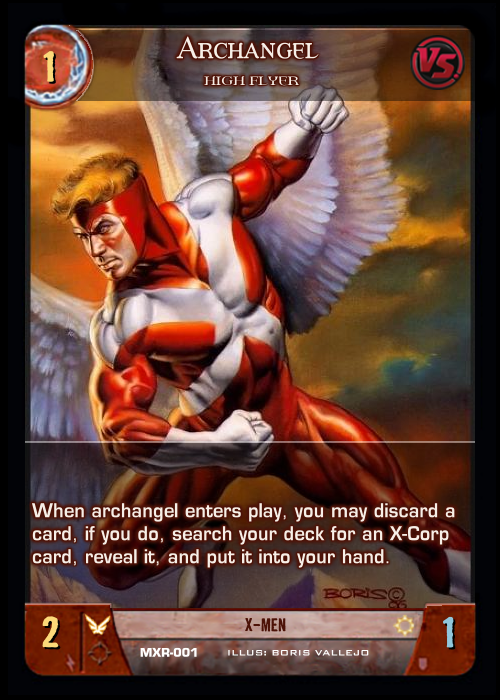 1
ARCHANGEL
VS
HIGH FLYER
When archangel enters play, you may discard a
card, if you do, search your deck for an X-Corp
card, reveal it, and put it into your hand.
BORIS©
2
X-MEN
1
MXR-001 ILLUS: BORIS VALLEJO